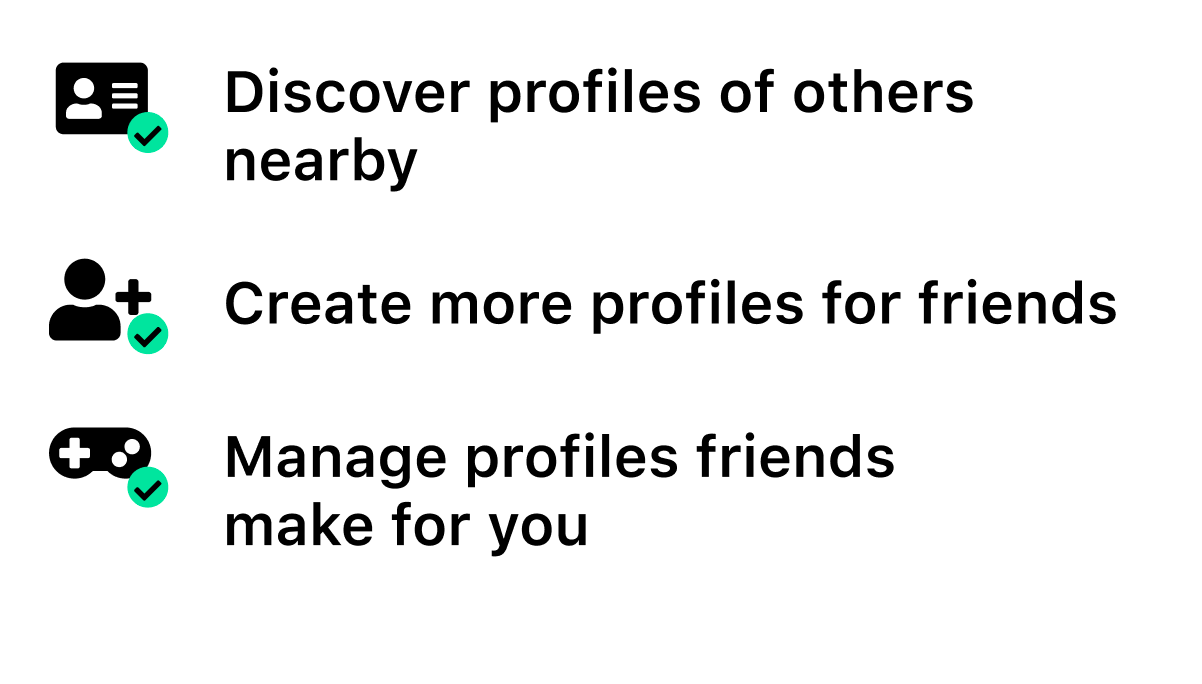 Discover profiles of others
nearby
Create more profiles for friends
Manage profiles friends
make for you